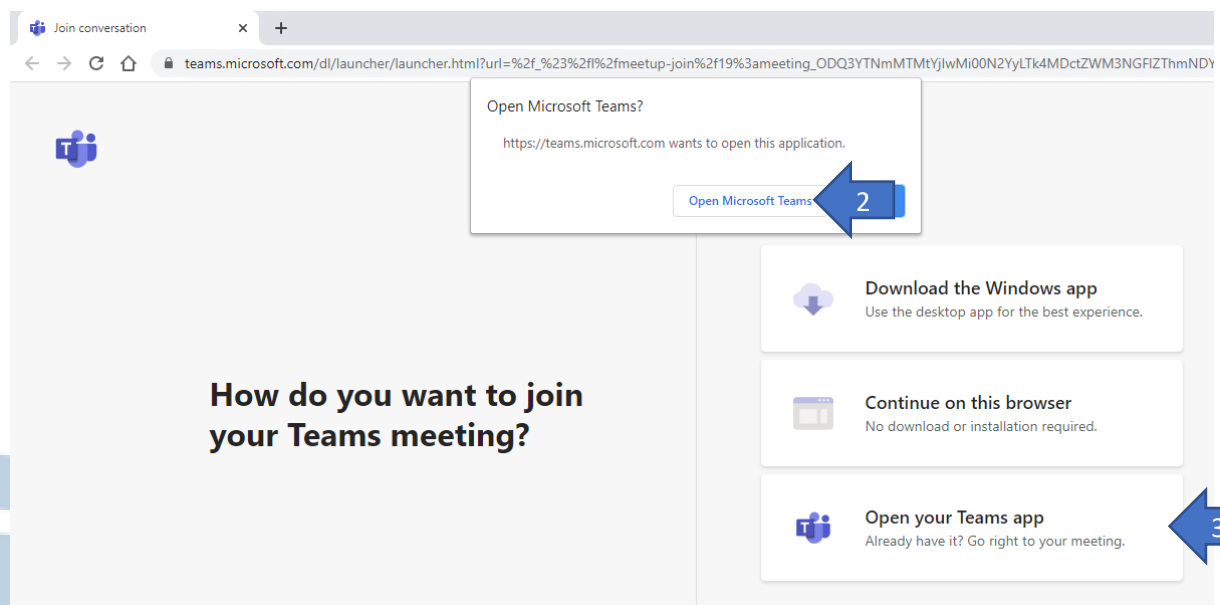 Join conversation
teams.microsoft.com/dl/launcher/launcher.html?url=%2f_%23%2fl%2fmeetup-join%2f19%3ameeting_ODQ3YTNmMTMtYjIwMi00N2YyLTk4MDctZWM3NGFlZThmNDY
Open Microsoft Teams?
https://teams.microsoft.com wants to open this application.
Open Microsoft Teams
2
Download the Windows app
Use the desktop app for the best experience.
How do you want to join
your Teams meeting?
Continue on this browser
No download or installation required.
Open your Teams app
Already have it? Go right to your meeting.
3